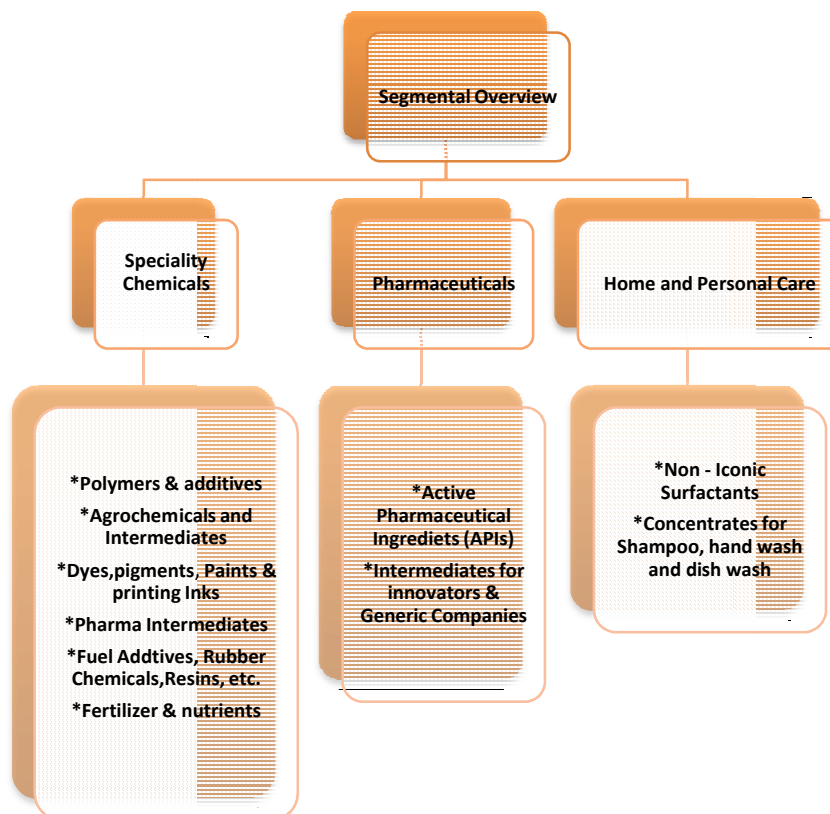 Segmental Overview
Speciality
Chemicals
Pharmaceuticals
Home and Personal Care
*Polymers & additives
*Agrochemicals and
Intermediates
*Dyes,pigments, Paints &
printing Inks
*Pharma Intermediates
*Fuel Addtives, Rubber
Chemicals,Resins, etc.
*Fertilizer & nutrients
*Active
Pharmaceutical
Ingrediets (APIs)
*Intermediates for
innovators &
Generic Companies
*Non - Iconic
Surfactants
*Concentrates for
Shampoo, hand wash
and dish wash